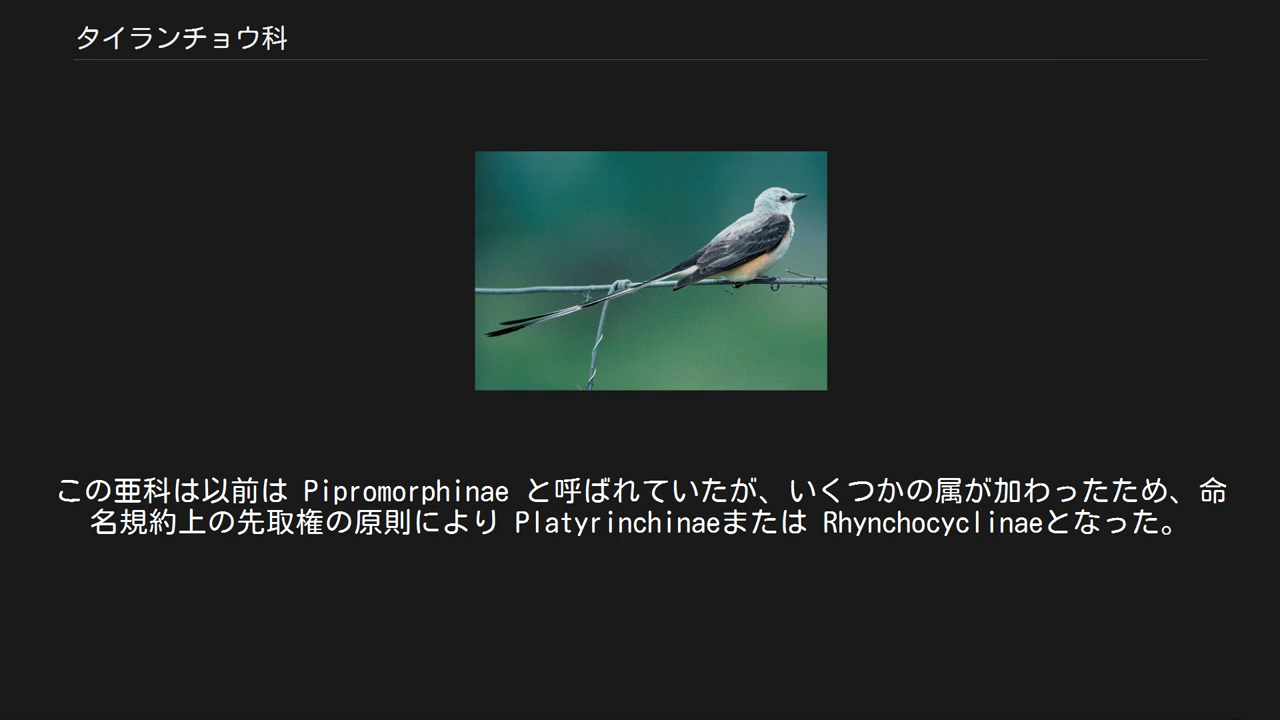 タイランチョウ科
この亜科は以前は Pipromorphinae と呼ばれていたが、いくつかの属が加わったため、命
名規約上の先取権の原則により Platyrinchinaeまたは Rhynchocyclinaeとなった。